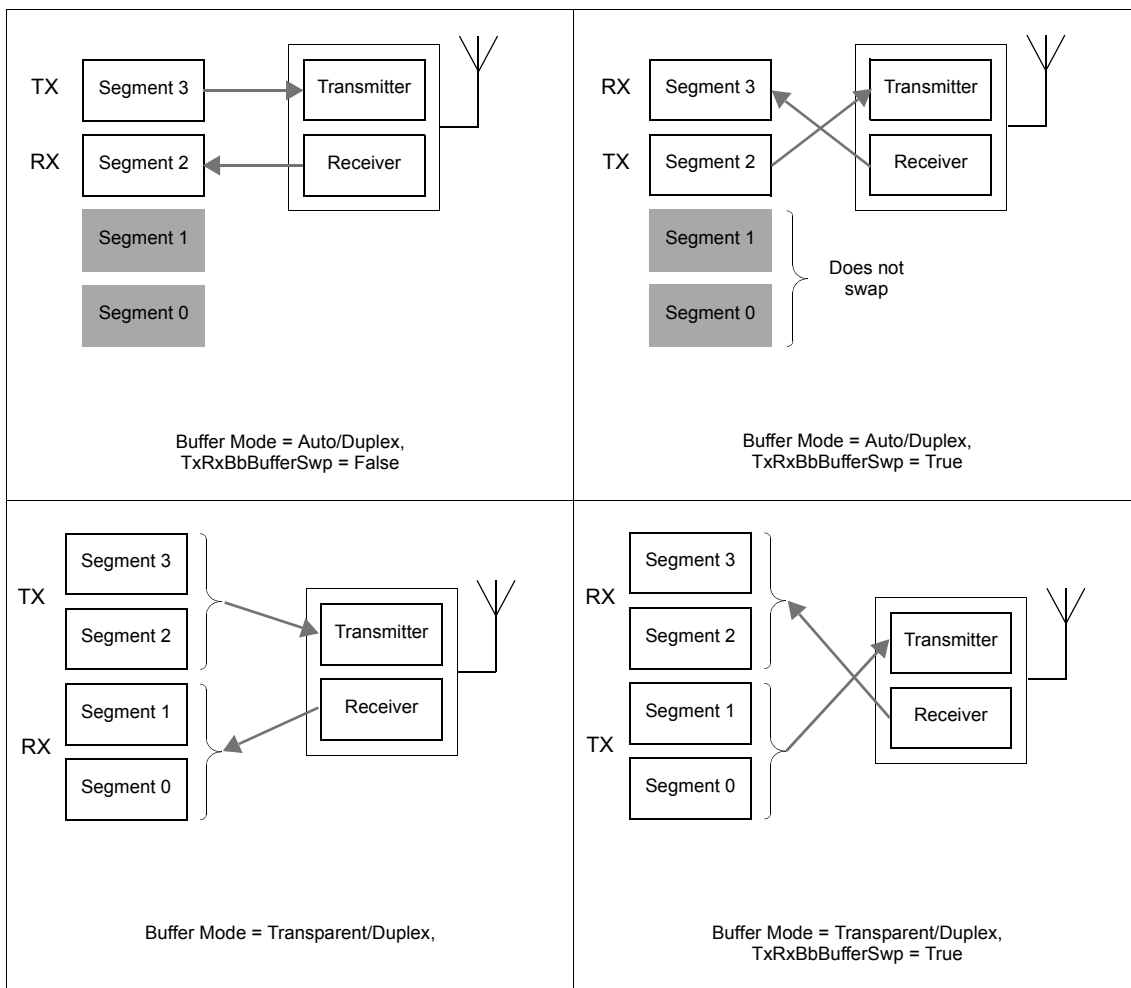 TX
Segment 3
Transmitter
RX
Segment 2
Receiver
Segment 1
Segment 0
Buffer Mode = Auto/Duplex,
TxRxBbBufferSwp = False
RX
Segment 3
Transmitter
TX
Segment 2
Receiver
Segment 1
Does not
swap
Segment 0
Buffer Mode = Auto/Duplex,
TxRxBbBufferSwp = True
Segment 3
TX
Segment 2
Transmitter
Segment 1
Receiver
RX
Segment 0
Buffer Mode = Transparent/Duplex,
Segment 3
RX
Segment 2
Transmitter
Segment 1
Receiver
TX
Segment 0
Buffer Mode = Transparent/Duplex,
TxRxBbBufferSwp = True